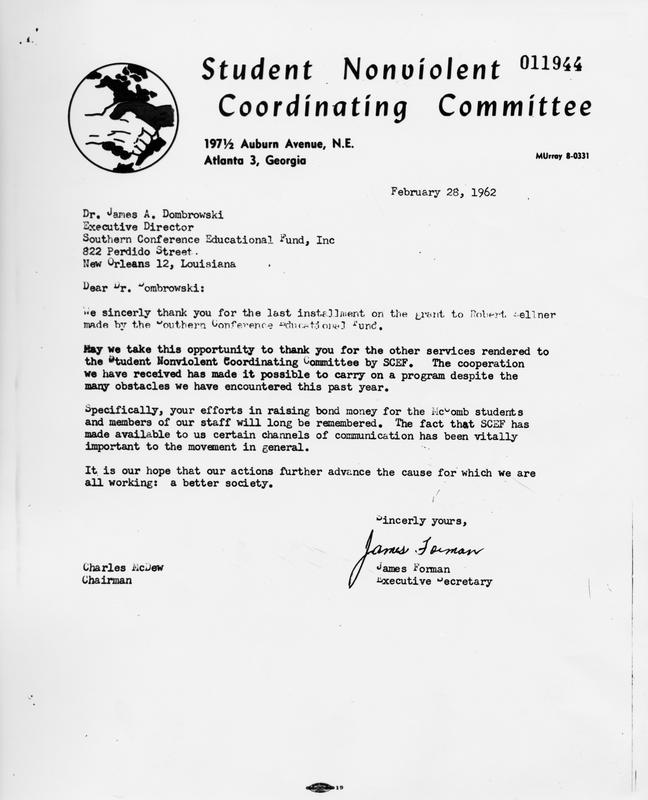 Student Nonviolent 011944
Coordinating Committee
197½ Auburn Avenue, N.E.
Atlanta 3, Georgia
MUrray 8-0331
February 28, 1962
Dr. James A. Dombrowski
Executive Director
Southern Conference Educational Fund, Inc
822 Perdido Street.
New Orleans 12, Louisiana
Dear Dr. Dombrowski:
We sincerly thank you for the last installment on the grant to Robert Zellner
made by the Southern Conference Educational Fund.
May we take this opportunity to thank you for the other services rendered to
the Student Nonviolent Coordinating Committee by SCEF. The cooperation
we have received has made it possible to carry on a program despite the
many obstacles we have encountered this past year.
Specifically, your efforts in raising bond money for the McComb students
and members of our staff will long be remembered. The fact that SCEF has
made available to us certain channels of communication has been vitally
important to the movement in general.
It is our hope that our actions further advance the cause for which we are
all working: a better society.
Sincerly yours,
James Forman
Charles McDew
Chairman
James Forman
Executive Secretary
19